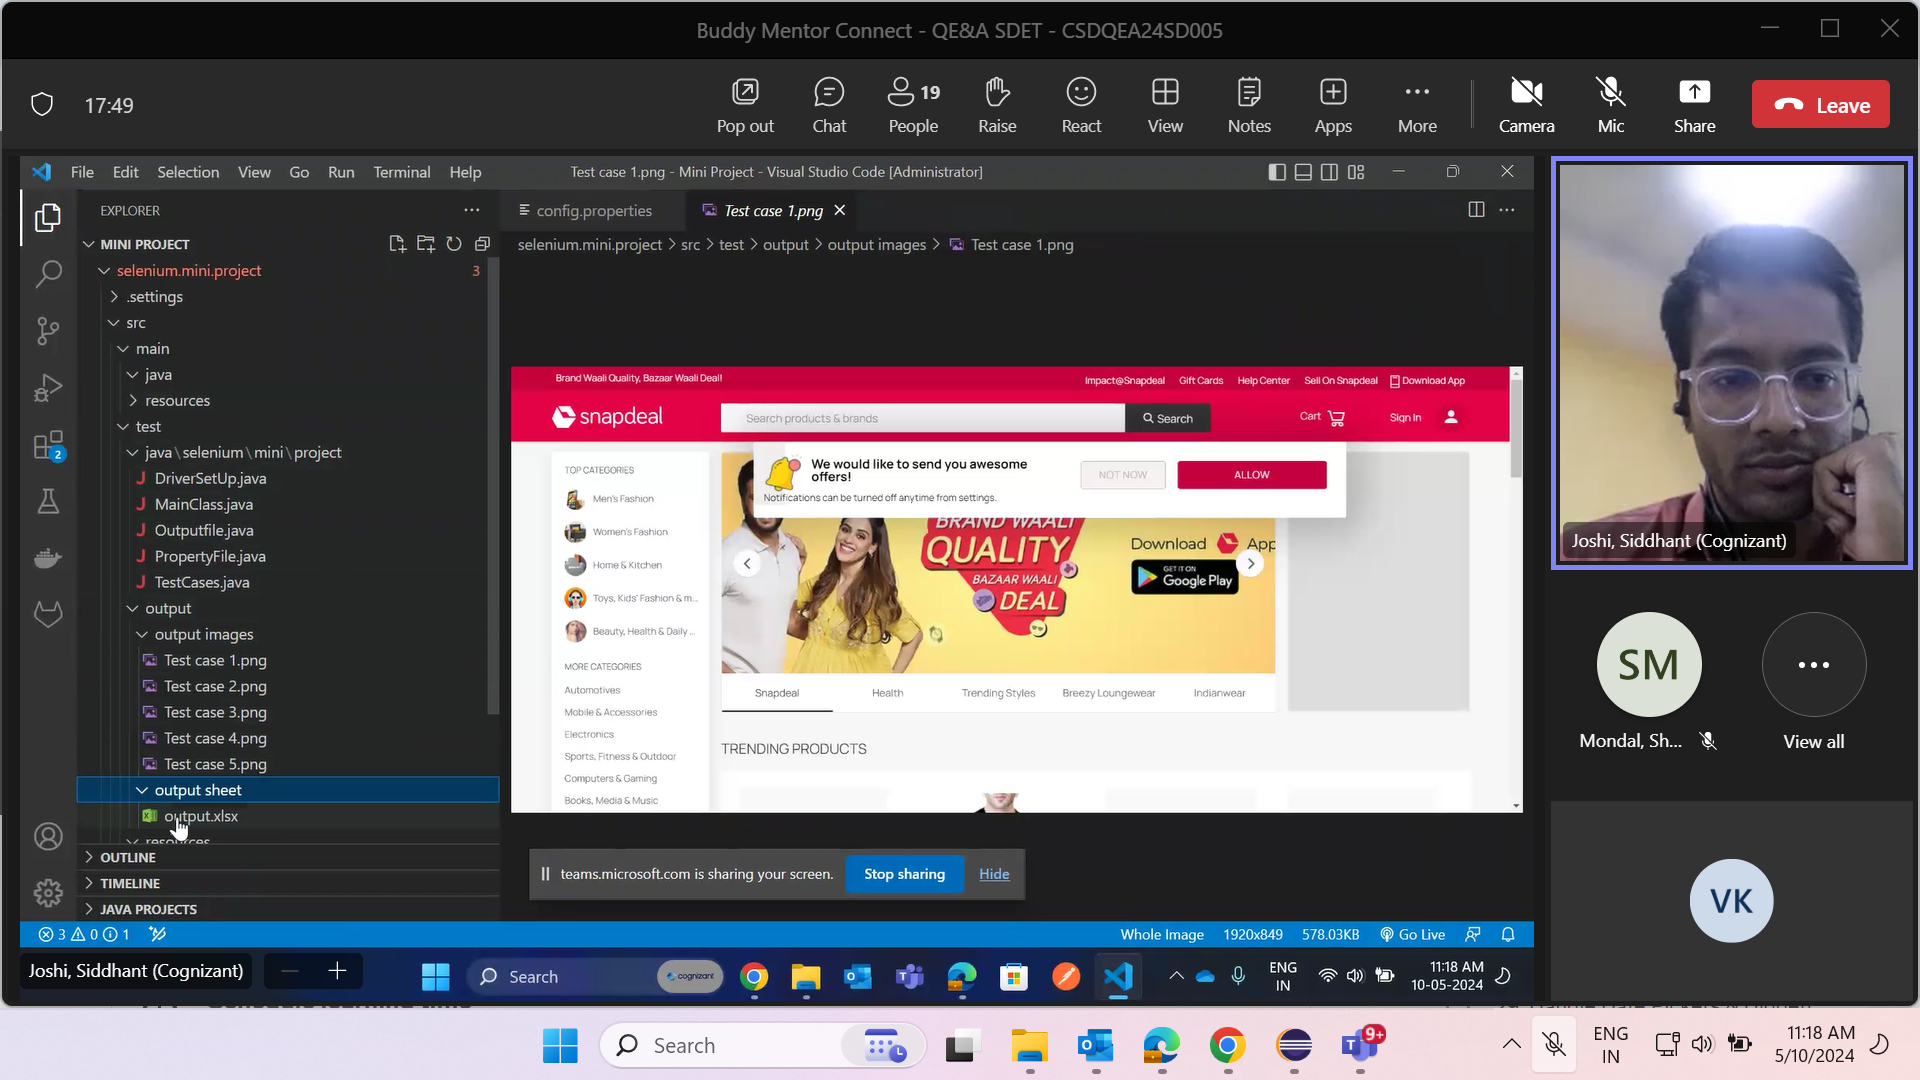 Buddy Mentor Connect - QE&A SDET - CSDQEA24SD005
17:49
Pop out
Chat
19
People
Raise
React
View
Notes
Apps
More
Camera
Mic
Share
Leave
File Edit Selection View Go Run Terminal Help
Test case 1.png - Mini Project - Visual Studio Code [Administrator]
EXPLORER
MINI PROJECT
selenium.mini.project 3
.settings
src
main
java
resources
test
java\selenium\mini\project
DriverSetUp.java
MainClass.java
Outputfile.java
PropertyFile.java
TestCases.java
output
output images
Test case 1.png
Test case 2.png
Test case 3.png
Test case 4.png
Test case 5.png
output sheet
output.xlsx
resources
OUTLINE
TIMELINE
JAVA PROJECTS
2
config.properties
Test case 1.png
selenium.mini.project > src > test > output > output images > Test case 1.png
Brand Waali Quality, Bazaar Waali Deal!
Impact@Snapdeal Gift Cards Help Center Sell On Snapdeal Download App
snapdeal
Search products & brands
Search
Cart
Sign In
TOP CATEGORIES
Men's Fashion
Women's Fashion
Home & Kitchen
Toys, Kids' Fashion & m...
Beauty, Health & Daily ...
MORE CATEGORIES
Automotives
Mobile & Accessories
Electronics
Sports, Fitness & Outdoor
Computers & Gaming
Books, Media & Music
We would like to send you awesome
offers!
Notifications can be turned off anytime from settings.
NOT NOW
ALLOW
BRAND WAALI
QUALITY
BAZAAR WAALI
DEAL
Download App
GET IT ON
Google Play
Snapdeal Health Trending Styles Breezy Loungewear Indianwear
TRENDING PRODUCTS
teams.microsoft.com is sharing your screen.
Stop sharing
Hide
3 0 1
Whole Image 1920x849 578.03KB Go Live
Joshi, Siddhant (Cognizant)
Search
cognizant
ENG
IN
11:18 AM
10-05-2024
Joshi, Siddhant (Cognizant)
SM
Mondal, Sh...
View all
VK
Search
9+
ENG
IN
11:18 AM
5/10/2024